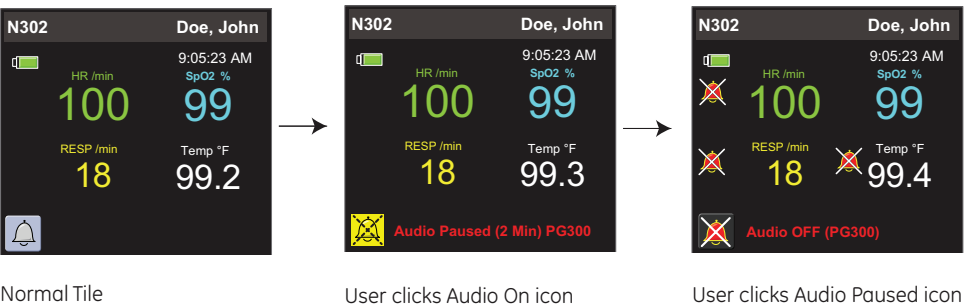 N302 Doe, John
9:05:23 AM
HR /min SpO2 %
100 99
RESP /min Temp °F
18 99.2
Normal Tile
N302 Doe, John
9:05:23 AM
HR /min SpO2 %
100 99
RESP /min Temp °F
18 99.3
Audio Paused (2 Min) PG300
User clicks Audio On icon
N302 Doe, John
9:05:23 AM
HR /min SpO2 %
100 99
RESP /min Temp °F
18 99.4
Audio OFF (PG300)
User clicks Audio Paused icon